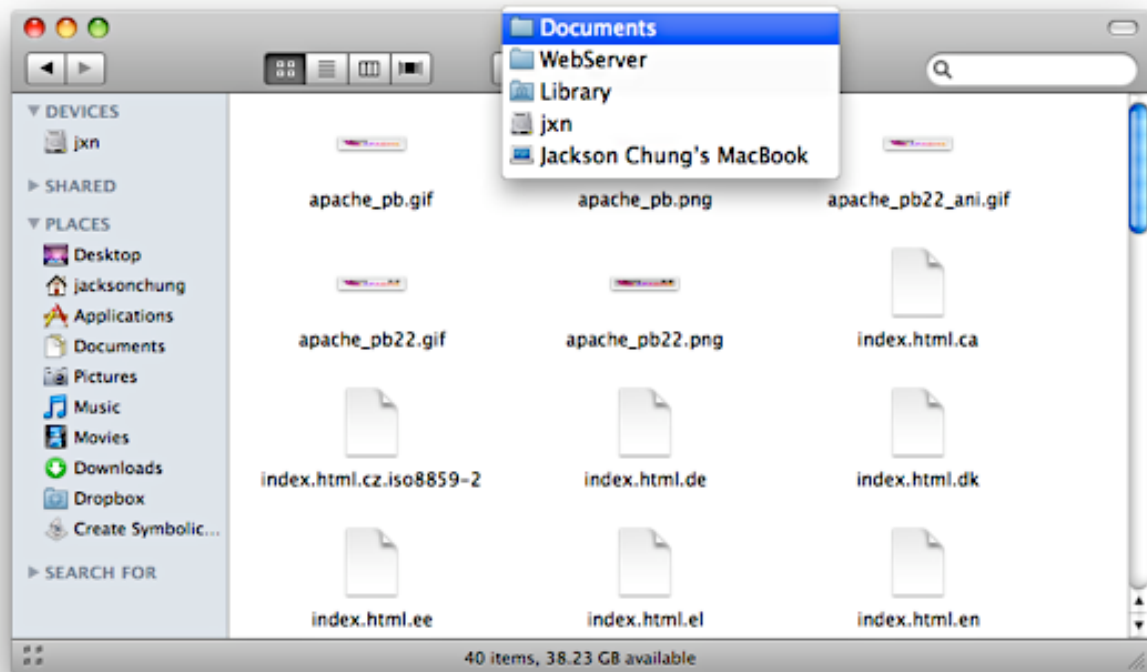 Documents
WebServer
Library
jxn
Jackson Chung's MacBook
DEVICES
jxn
SHARED
PLACES
Desktop
jacksonchung
Applications
Documents
Pictures
Music
Movies
Downloads
Dropbox
Create Symbolic...
SEARCH FOR
apache_pb.gif
apache_pb.png
apache_pb22_ani.gif
apache_pb22.gif
apache_pb22.png
index.html.ca
index.html.cz.iso8859-2
index.html.de
index.html.dk
index.html.ee
index.html.el
index.html.en
40 items, 38.23 GB available